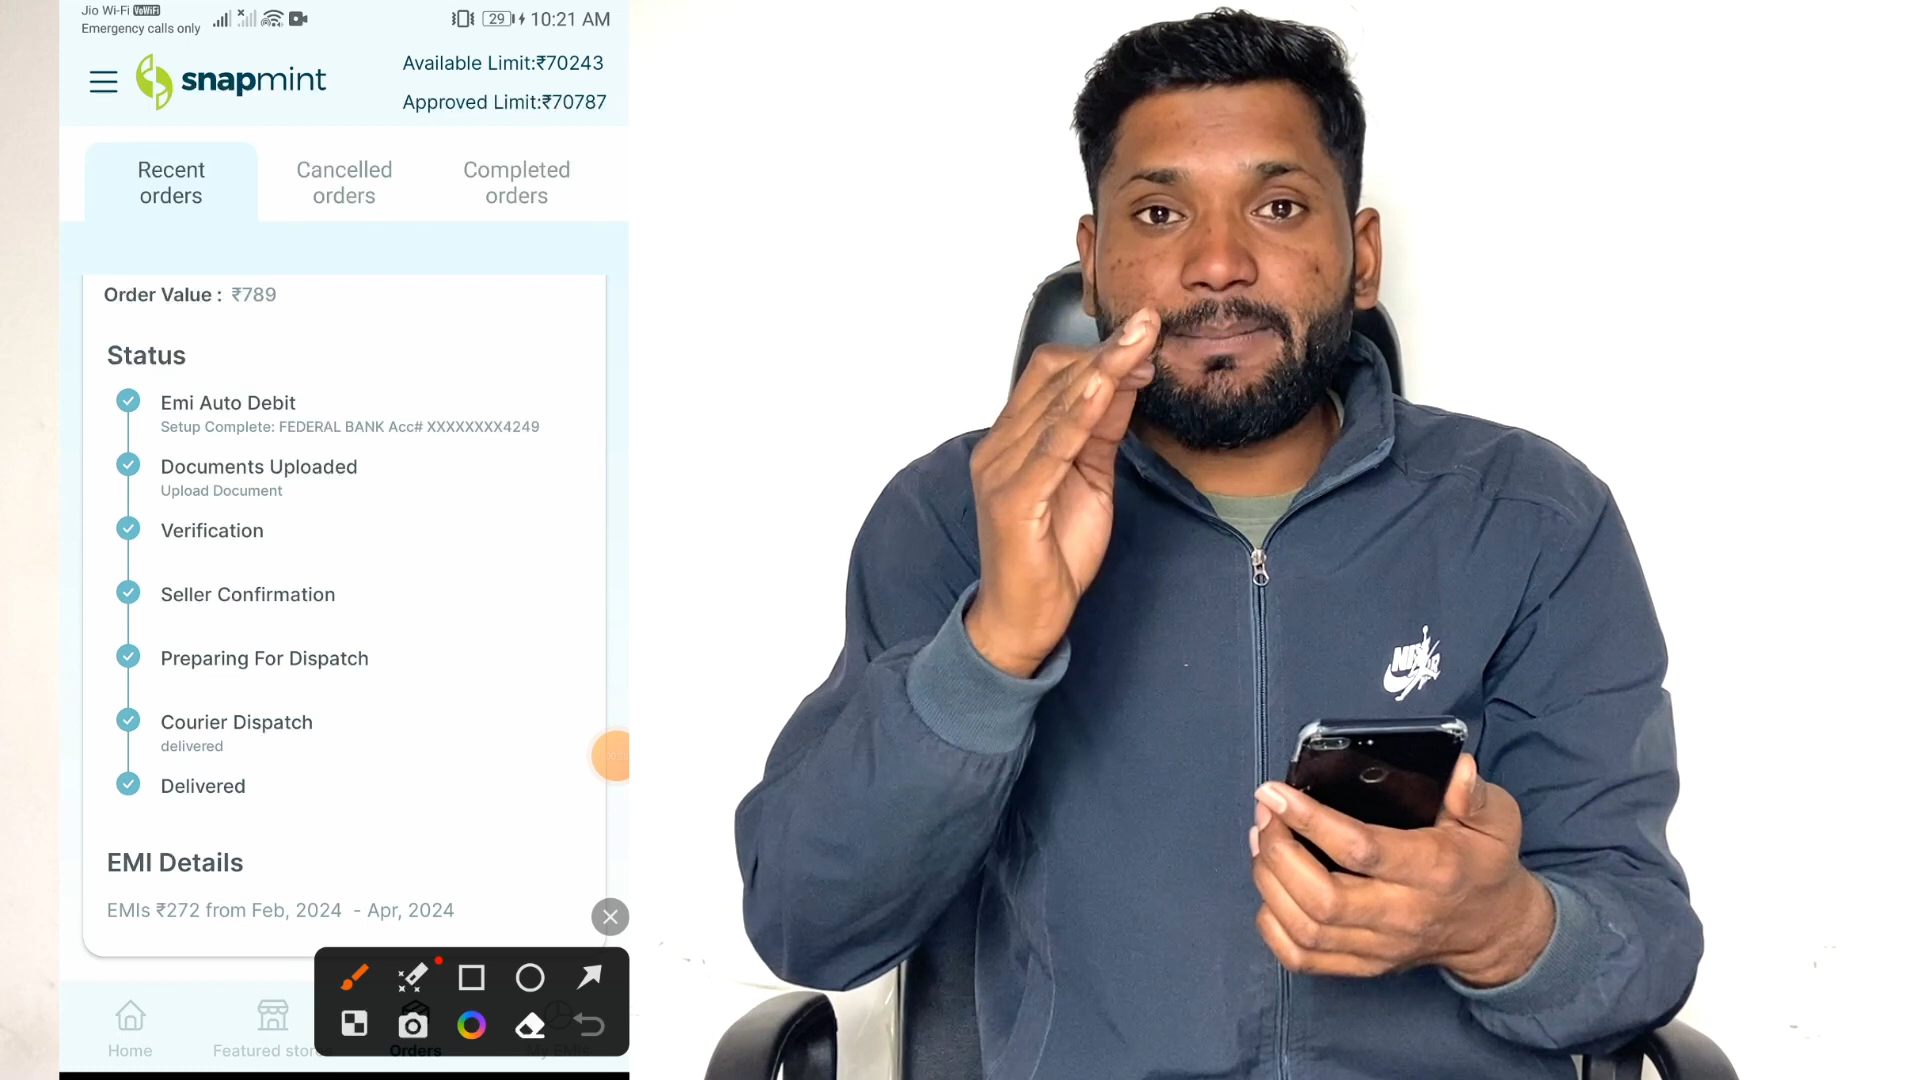 Jio Wi-Fi VoWiFi
Emergency calls only
29 10:21 AM
snapmint
Available Limit:₹70243
Approved Limit:₹70787
Recent orders
Cancelled orders
Completed orders
Order Value : ₹789
Status
Emi Auto Debit
Setup Complete: FEDERAL BANK Acc# XXXXXXXX4249
Documents Uploaded
Upload Document
Verification
Seller Confirmation
Preparing For Dispatch
Courier Dispatch
delivered
Delivered
EMI Details
EMIs ₹272 from Feb, 2024 - Apr, 2024
Home
Featured
Orders
My EMIs